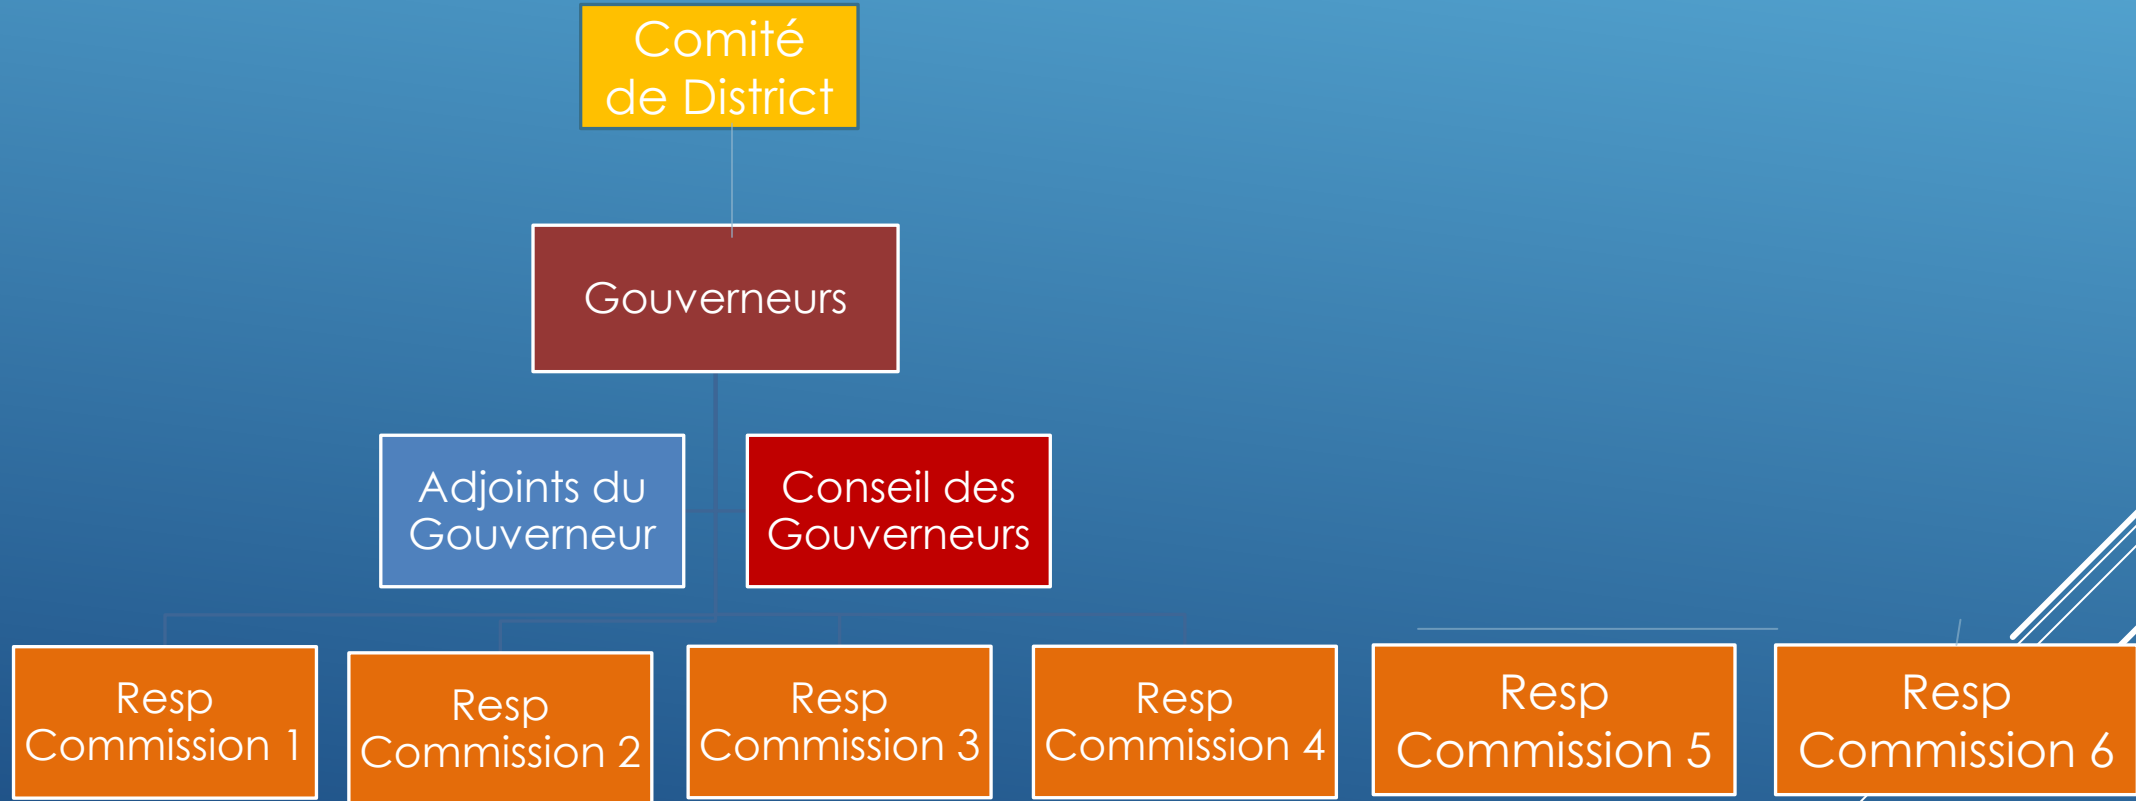 Comité
de District
Gouverneurs
Adjoints du
Gouverneur
Conseil des
Gouverneurs
Resp
Commission 1
Resp
Commission 2
Resp
Commission 3
Resp
Commission 4
Resp
Commission 5
Resp
Commission 6